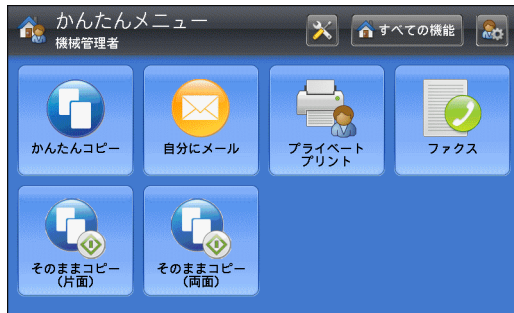 かんたんメニュー
機械管理者
すべての機能
かんたんコピー
自分にメール
プライベート
プリント
ファクス
そのままコピー
(片面)
そのままコピー
(両面)